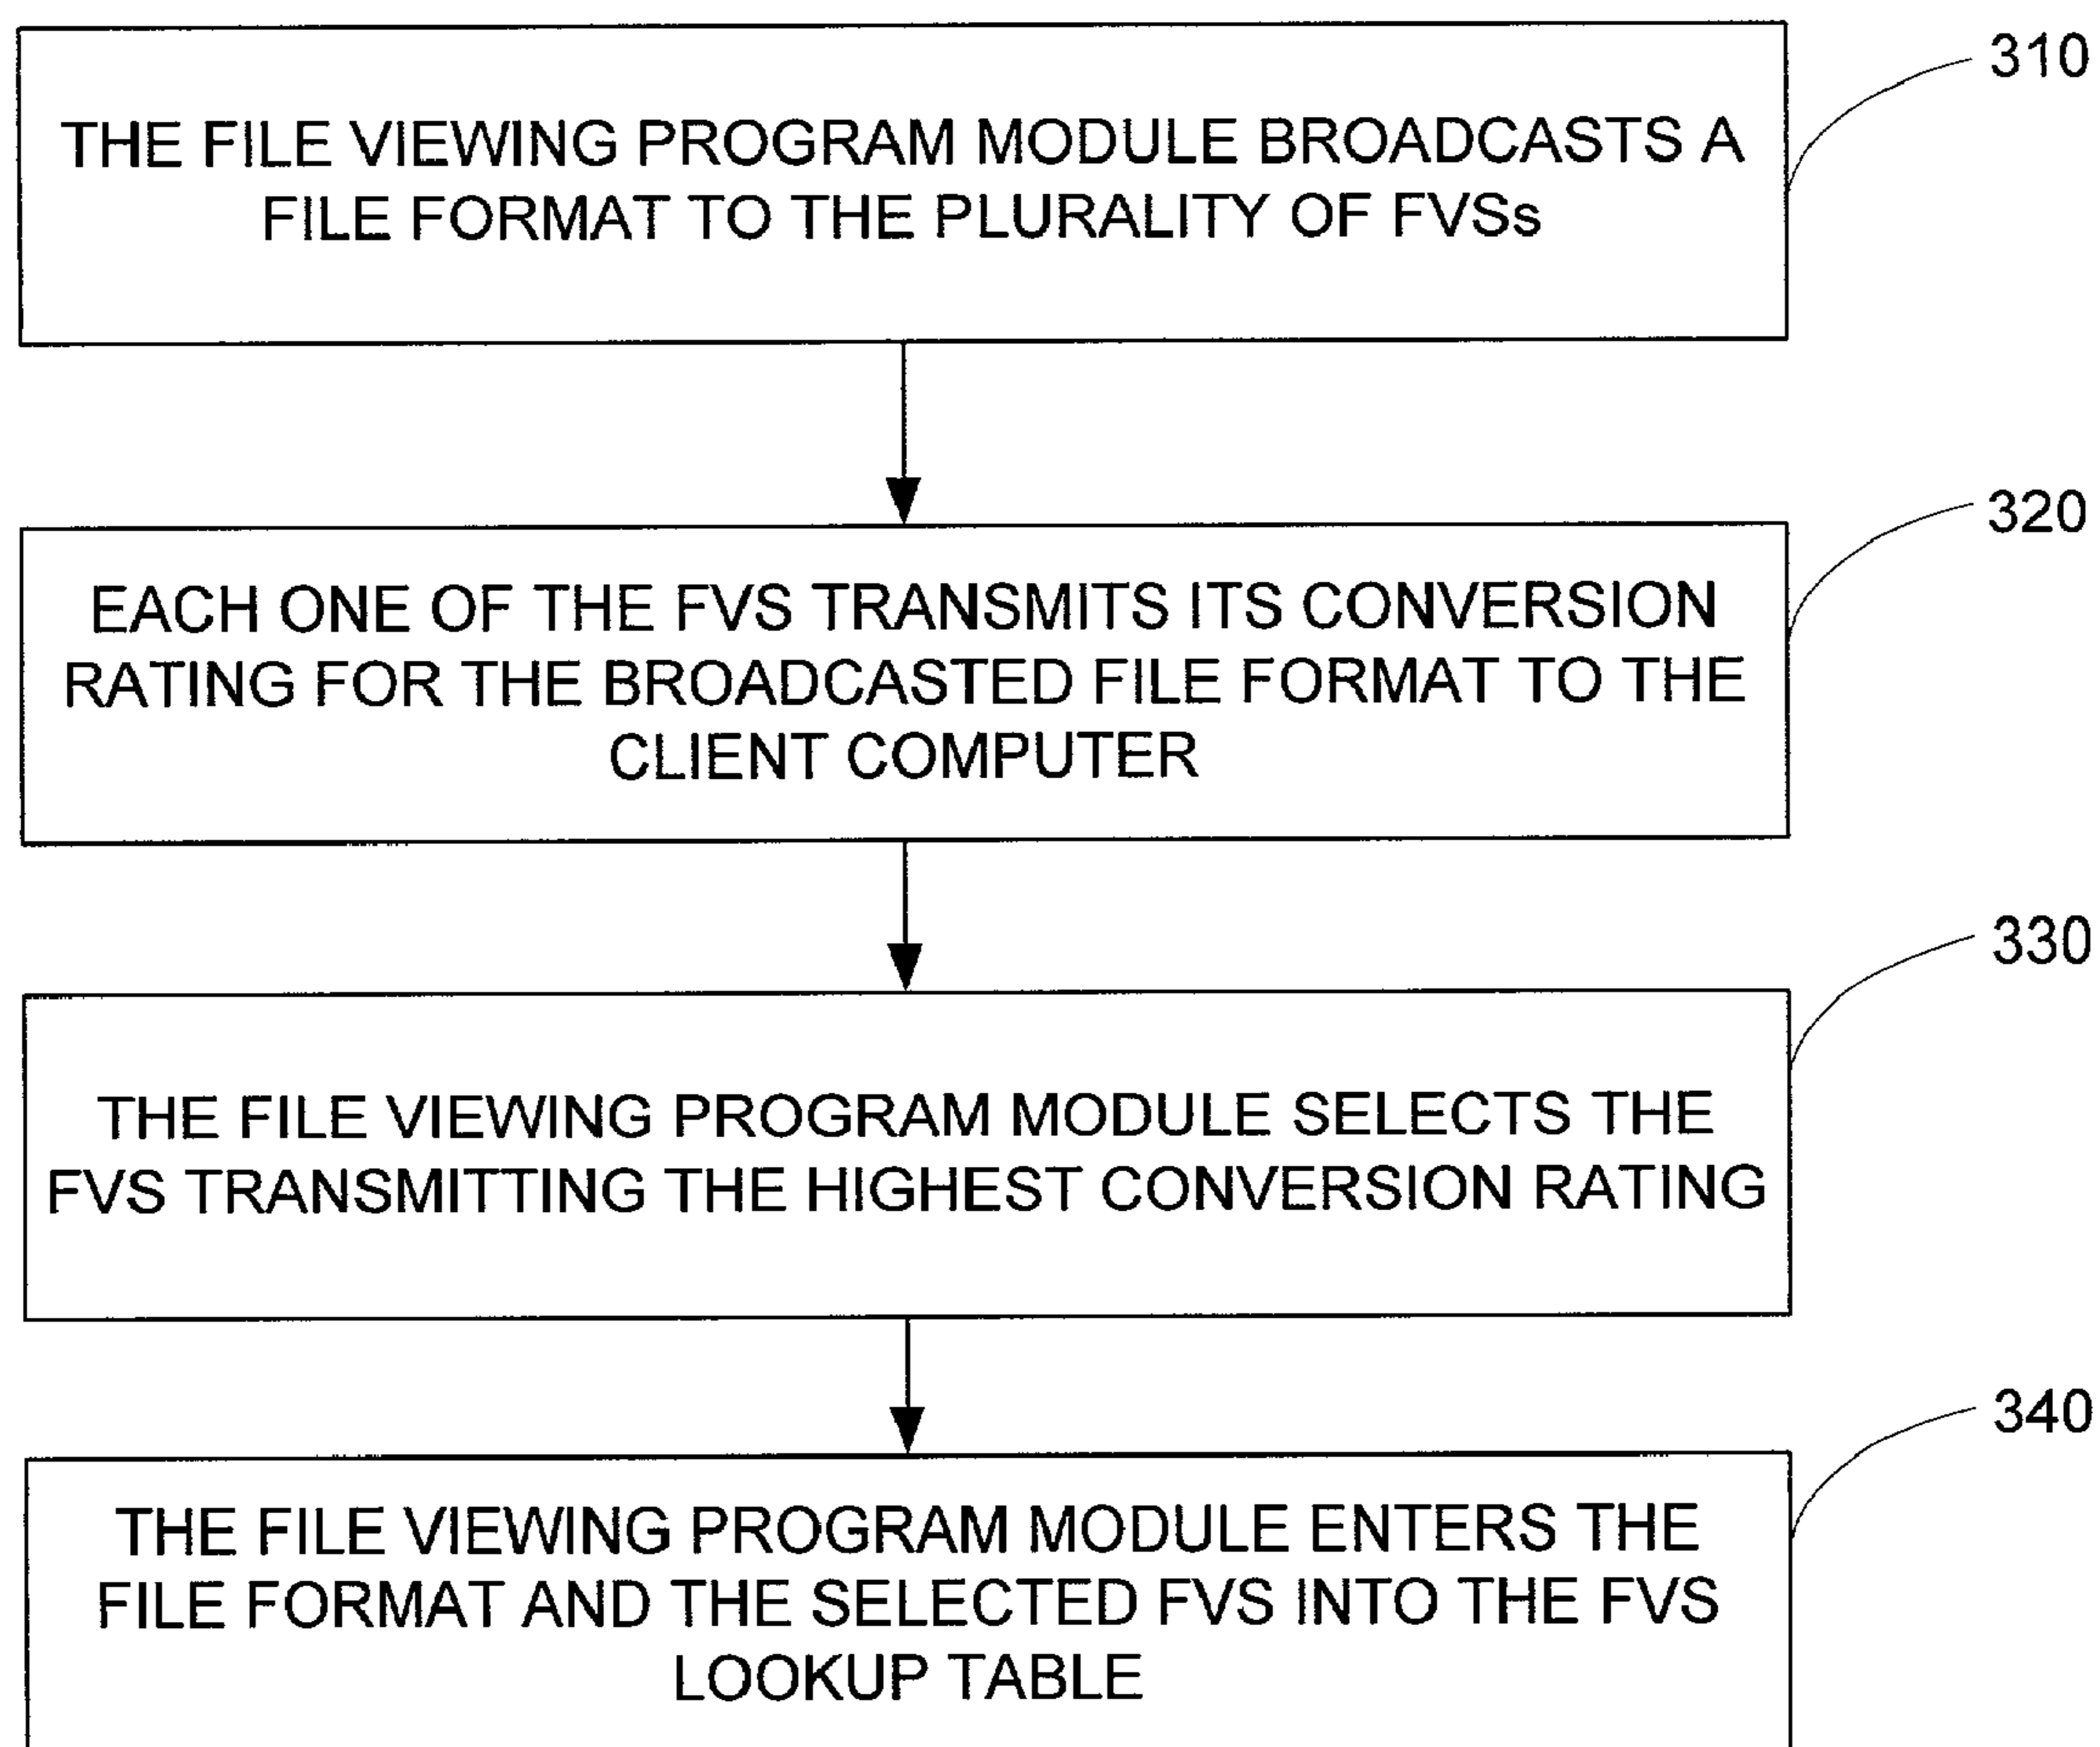 310
THE FILE VIEWING PROGRAM MODULE BROADCASTS A
FILE FORMAT TO THE PLURALITY OF FVSs
320
EACH ONE OF THE FVS TRANSMITS ITS CONVERSION
RATING FOR THE BROADCASTED FILE FORMAT TO THE
CLIENT COMPUTER
330
THE FILE VIEWING PROGRAM MODULE SELECTS THE
FVS TRANSMITTING THE HIGHEST CONVERSION RATING
340
THE FILE VIEWING PROGRAM MODULE ENTERS THE
FILE FORMAT AND THE SELECTED FVS INTO THE FVS
LOOKUP TABLE